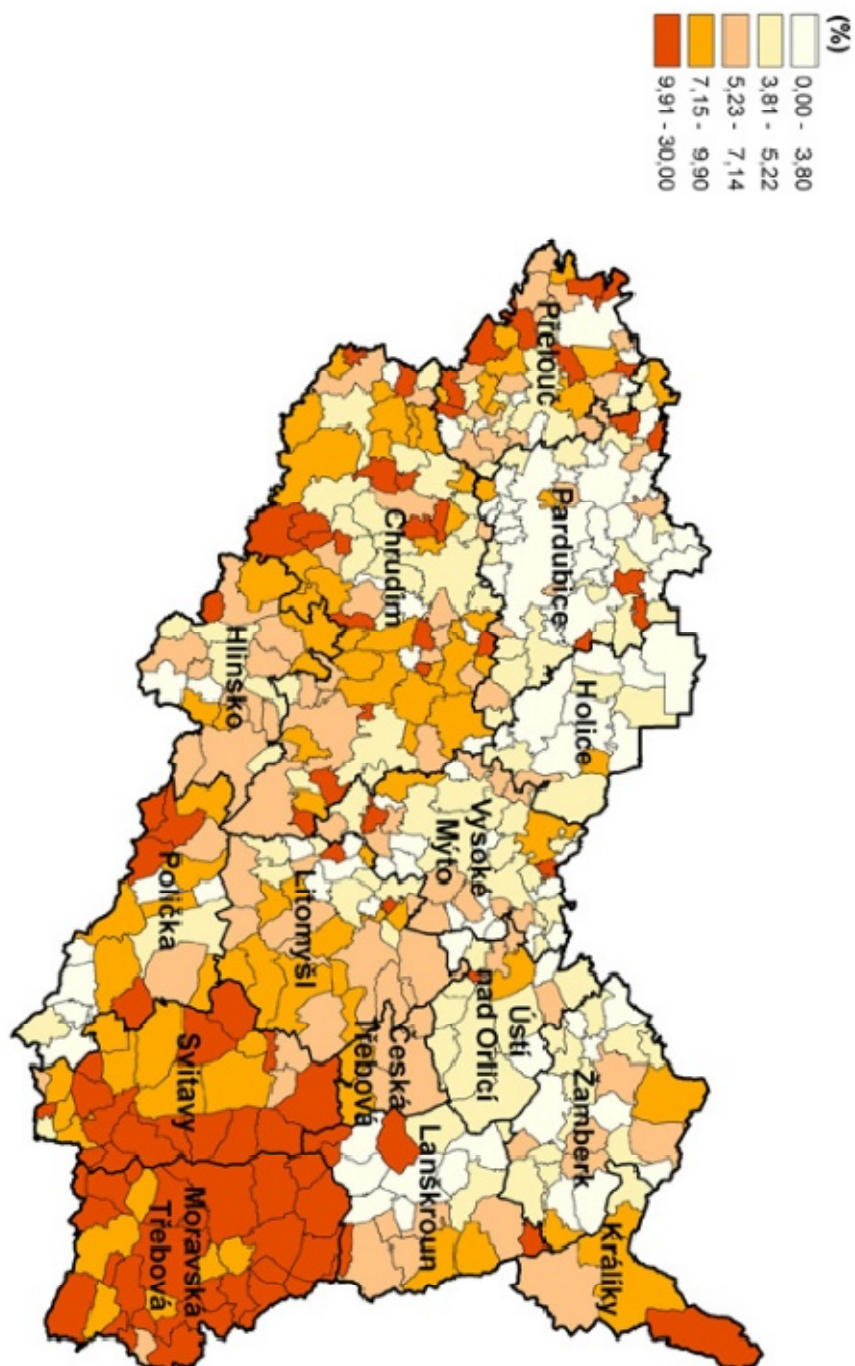 (%)
0,00 - 3,80
3,81 - 5,22
5,23 - 7,14
7,15 - 9,90
9,91 - 30,00
Králíky
Žamberk
Ústí
nad Orlicí
Holice
Pardubice
Přelouč
Vysoké
Mýto
Lanškroun
Česká
Třebová
Chrudim
Litomyšl
Hlinsko
Moravská
Třebová
Svitavy
Polička